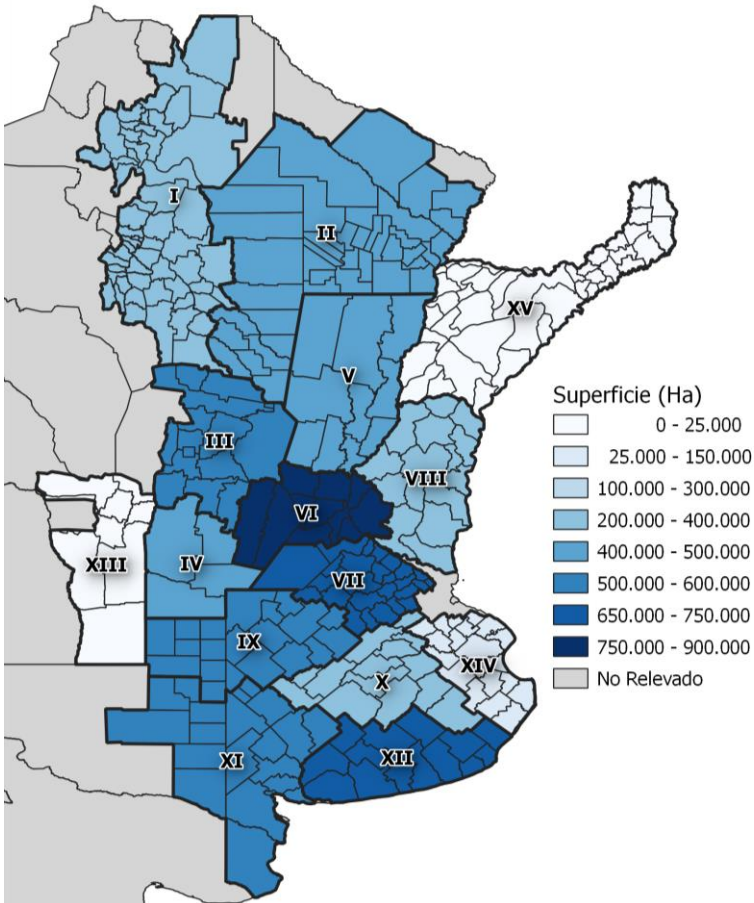 I
II
XV
V
Superficie (Ha)
0 - 25.000
III
25.000 - 150.000
VIII
100.000 - 300.000
200.000 - 400.000
VI
400.000 - 500.000
XIII
IV
VII
500.000 - 600.000
650.000 - 750.000
IX
750.000 - 900.000
XIV
X
No Relevado
XI
XII